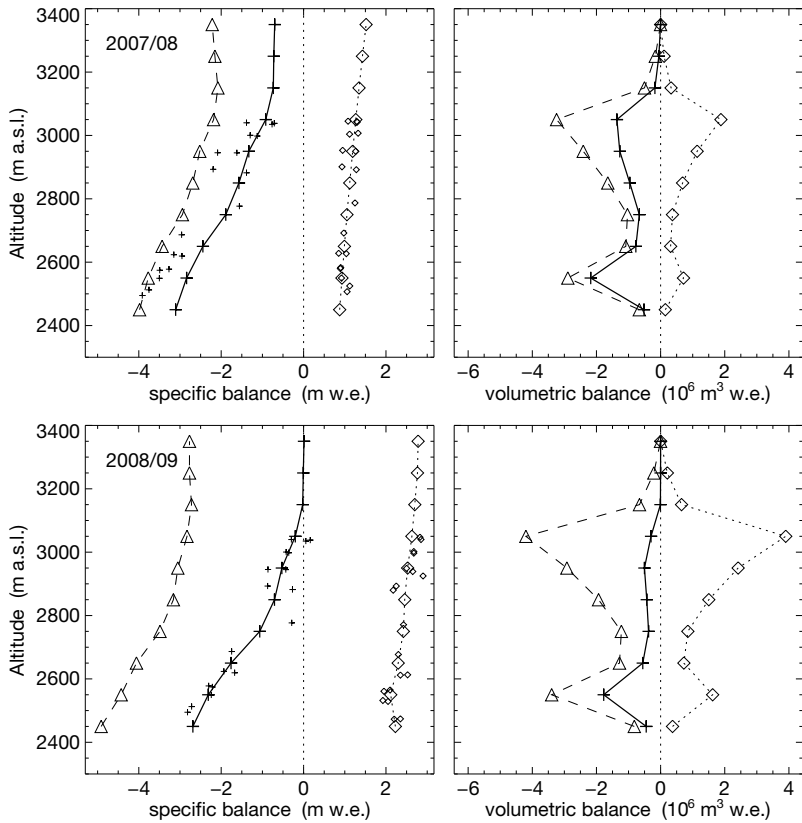 3400
3200
3000
2800
2600
2400
Altitude (m a.s.l.)
2007/08
-4 -2 0 2
specific balance (m w.e.)
-4 -2 0 2 4
volumetric balance (10⁶ m³ w.e.)
3400
3200
3000
2800
2600
2400
Altitude (m a.s.l.)
2008/09
-4 -2 0 2
specific balance (m w.e.)
-4 -2 0 2 4
volumetric balance (10⁶ m³ w.e.)